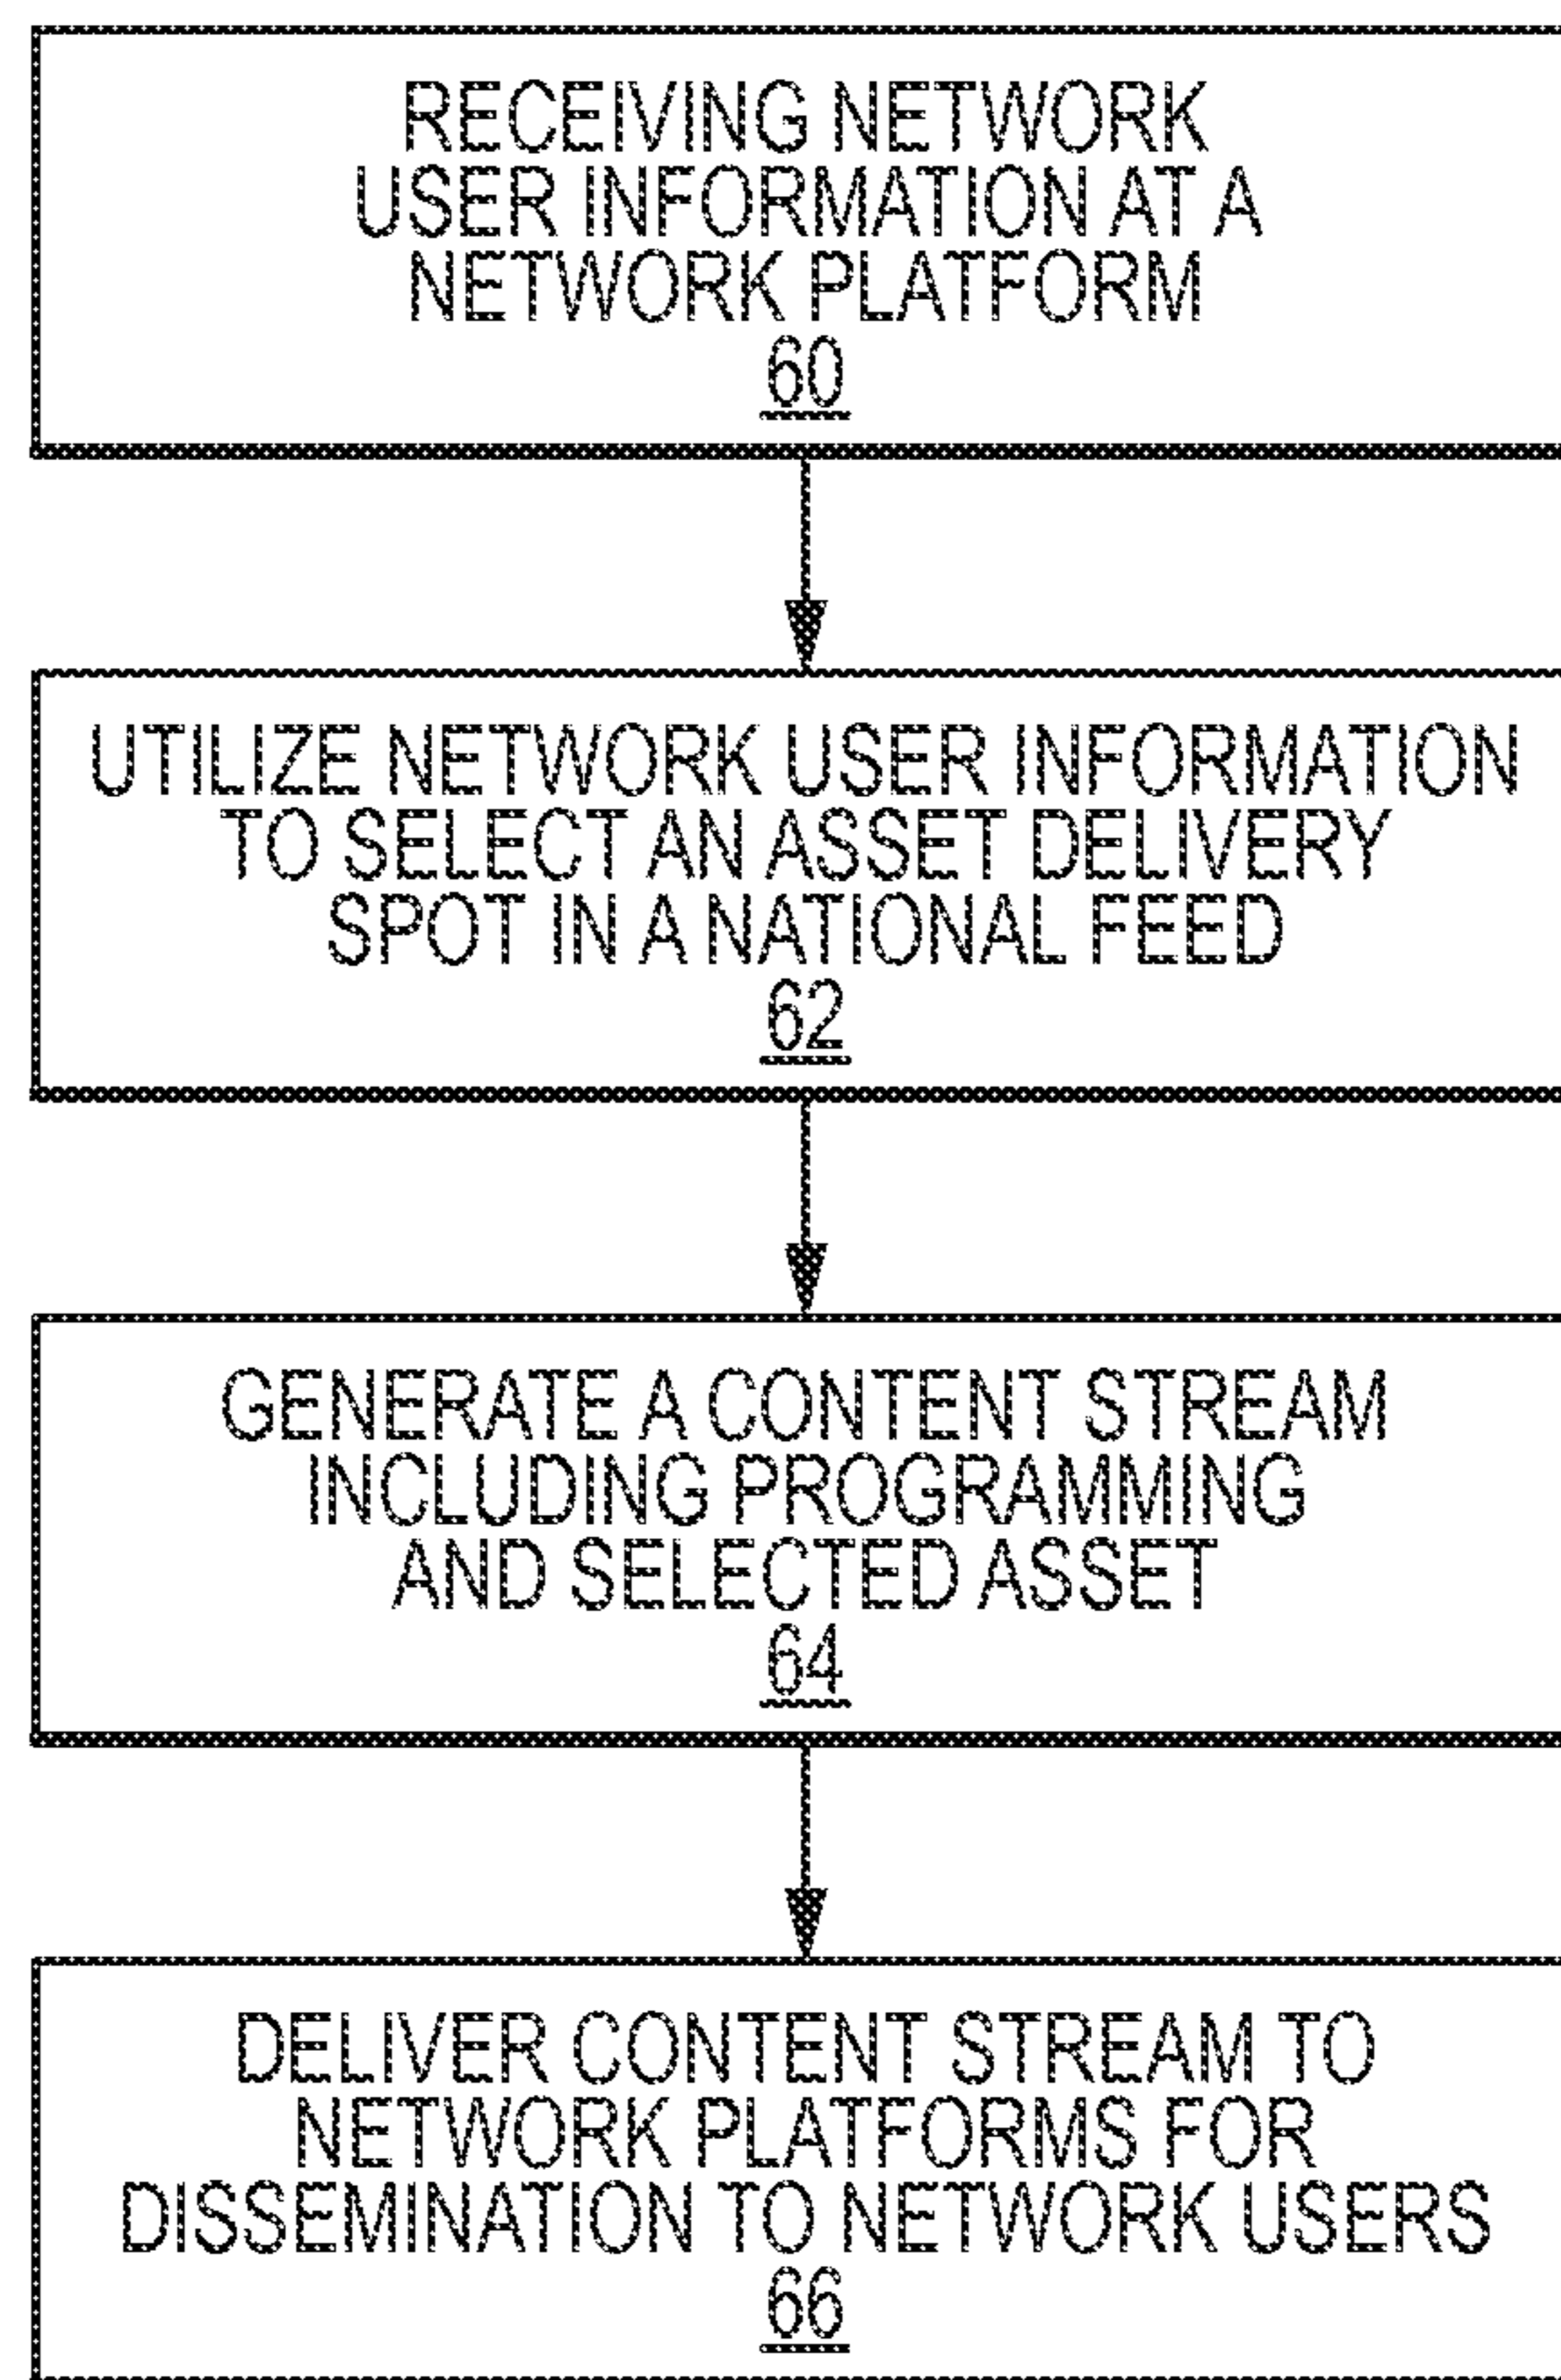 RECEIVING NETWORK
USER INFORMATION AT A
NETWORK PLATFORM
60
UTILIZE NETWORK USER INFORMATION
TO SELECT AN ASSET DELIVERY
SPOT IN A NATIONAL FEED
62
GENERATE A CONTENT STREAM
INCLUDING PROGRAMMING
AND SELECTED ASSET
64
DELIVER CONTENT STREAM TO
NETWORK PLATFORMS FOR
DISSEMINATION TO NETWORK USERS
66